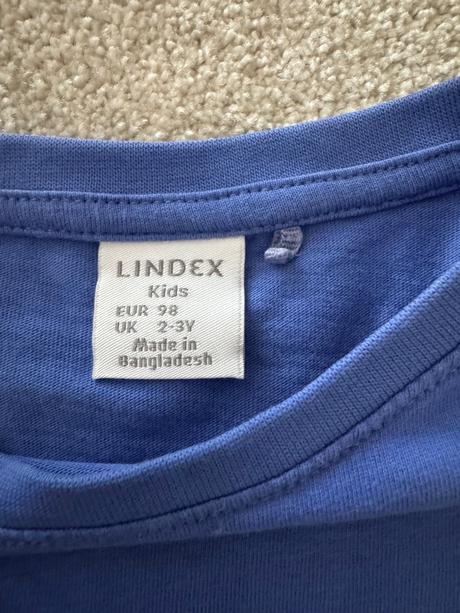 LINDEX
Kids
EUR 98
UK 2-3Y
Made in
Bangladesh